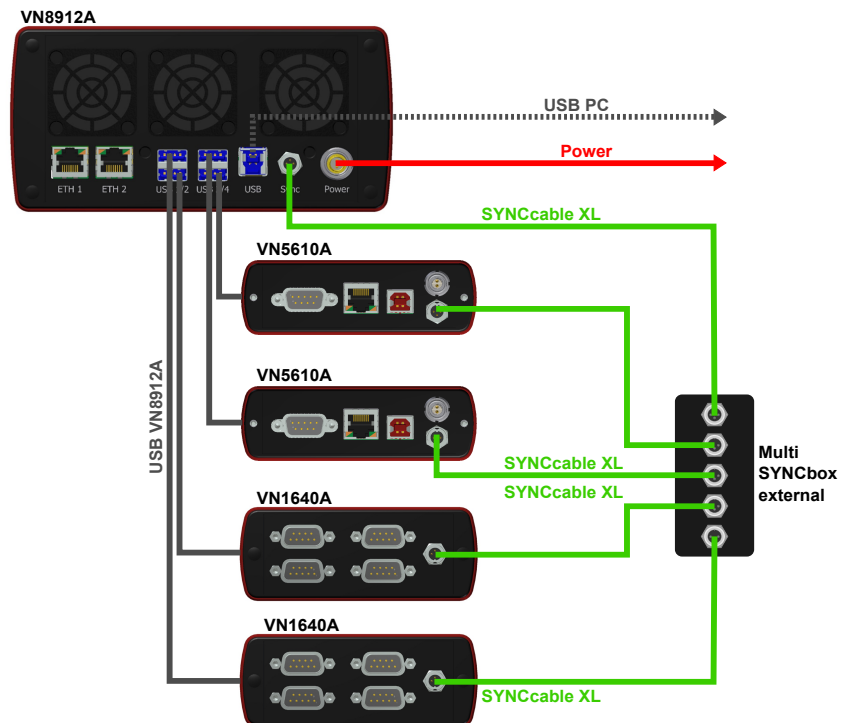 VN8912A
USB PC
Power
ETH 1
ETH 2
USB
Sync
Power
SYNCcable XL
VN5610A
VN5610A
USB VN8912A
Multi
SYNCbox
external
SYNCcable XL
SYNCcable XL
VN1640A
VN1640A
SYNCcable XL